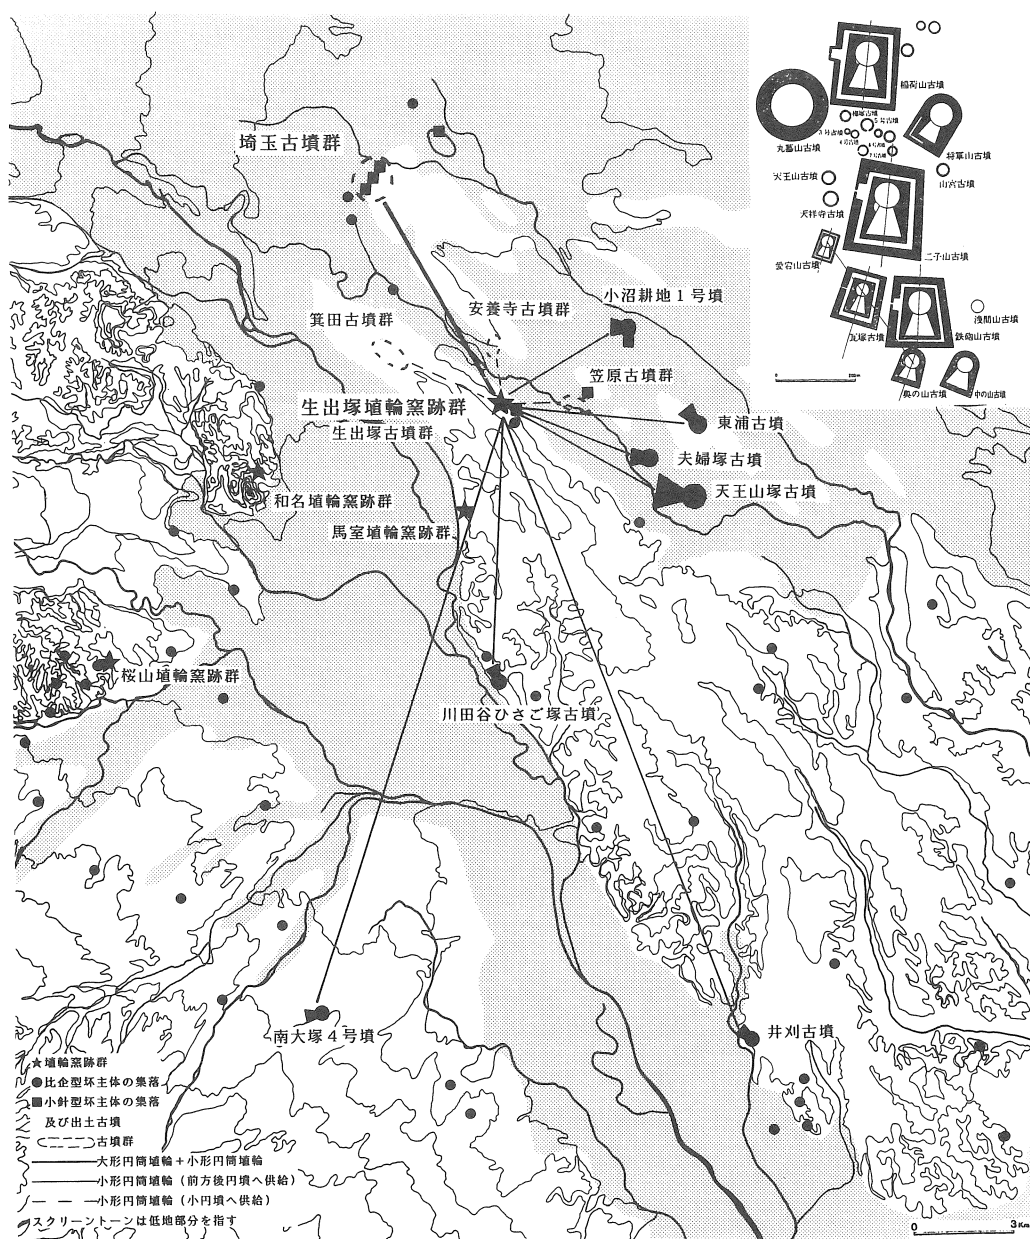 埼玉古墳群
箕田古墳群
安養寺古墳群
小沼耕地１号墳
笠原古墳群
生出塚埴輪窯跡群
生出塚古墳群
東浦古墳
夫婦塚古墳
天王山塚古墳
和名埴輪窯跡群
馬室埴輪窯跡群
桜山埴輪窯跡群
川田谷ひさご塚古墳
南大塚４号墳
井刈古墳
稲荷山古墳
丸墓山古墳
将軍山古墳
山宮古墳
天王山古墳
天祥寺古墳
愛宕山古墳
二子山古墳
瓦塚古墳
鉄砲山古墳
浅間山古墳
奥の山古墳
中の山古墳
★埴輪窯跡群
●比企型坏主体の集落
■小針型坏主体の集落
及び出土古墳
古墳群
大形円筒埴輪＋小形円筒埴輪
小形円筒埴輪（前方後円墳へ供給）
小形円筒埴輪（小円墳へ供給）
スクリーントーンは低地部分を指す
0 3Km